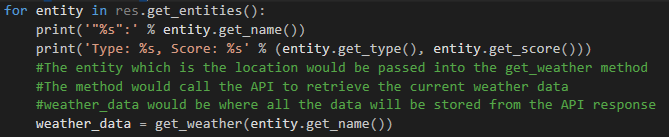 for entity in res.get_entities():
print('"%s":' % entity.get_name())
print('Type: %s, Score: %s' % (entity.get_type(), entity.get_score()))
#The entity which is the location would be passed into the get_weather method
#The method would call the API to retrieve the current weather data
#weather_data would be where all the data will be stored from the API response
weather_data = get_weather(entity.get_name())